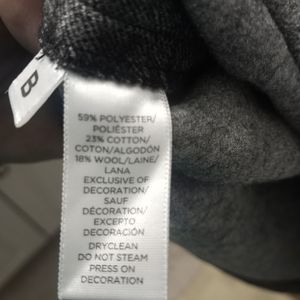 B
59% POLYESTER/
POLIÉSTER
23% COTTON/
COTON/ALGODÓN
18% WOOL/LAINE/
LANA
EXCLUSIVE OF
DECORATION/
SAUF
DÉCORATION/
EXCEPTO
DECORACIÓN
DRYCLEAN
DO NOT STEAM
PRESS ON
DECORATION